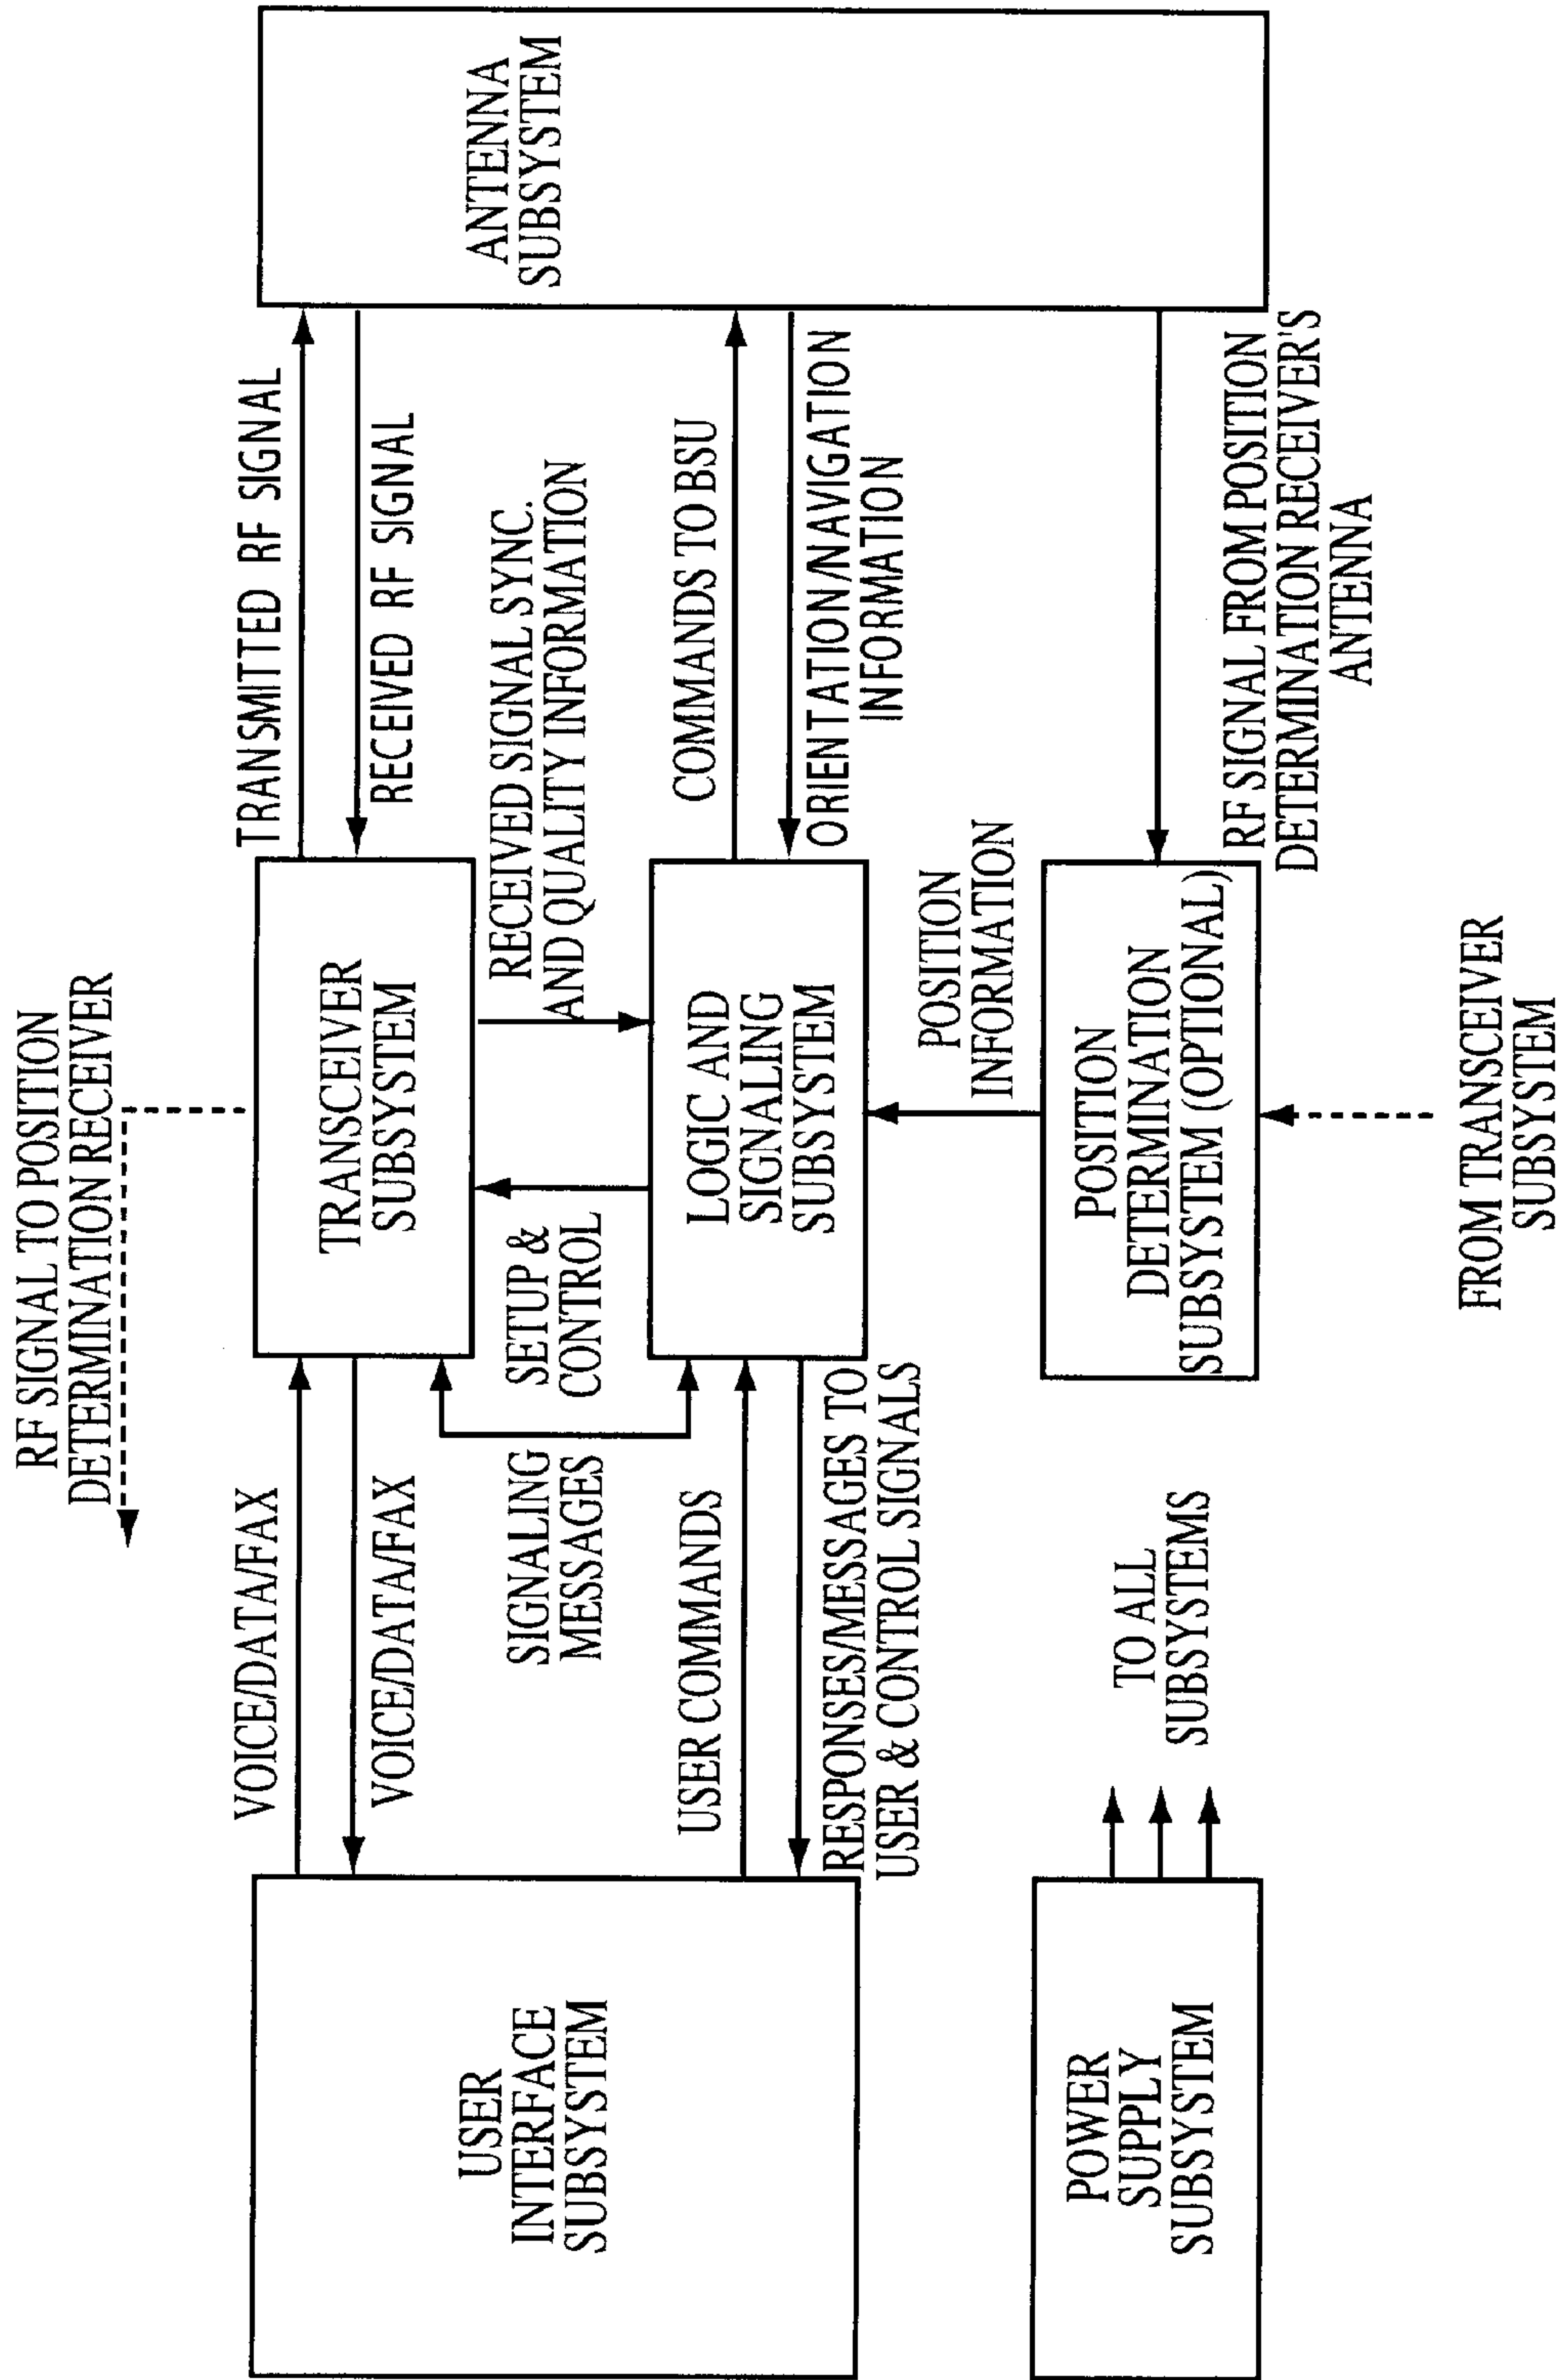 RF SIGNAL TO POSITION
DETERMINATION RECEIVER
VOICE/DATA/FAX
VOICE/DATA/FAX
TRANSMITTED RF SIGNAL
RECEIVED RF SIGNAL
TRANSCEIVER
SUBSYSTEM
ANTENNA
SUBSYSTEM
USER
INTERFACE
SUBSYSTEM
SIGNALING
MESSAGES
SETUP &
CONTROL
RECEIVED SIGNAL SYNC.
AND QUALITY INFORMATION
USER COMMANDS
RESPONSES/MESSAGES TO
USER & CONTROL SIGNALS
LOGIC AND
SIGNALING
SUBSYSTEM
COMMANDS TO BSU
ORIENTATION/NAVIGATION
INFORMATION
POSITION
INFORMATION
POWER
SUPPLY
SUBSYSTEM
TO ALL
SUBSYSTEMS
POSITION
DETERMINATION
SUBSYSTEM (OPTIONAL)
RF SIGNAL FROM POSITION
DETERMINATION RECEIVER'S
ANTENNA
FROM TRANSCEIVER
SUBSYSTEM